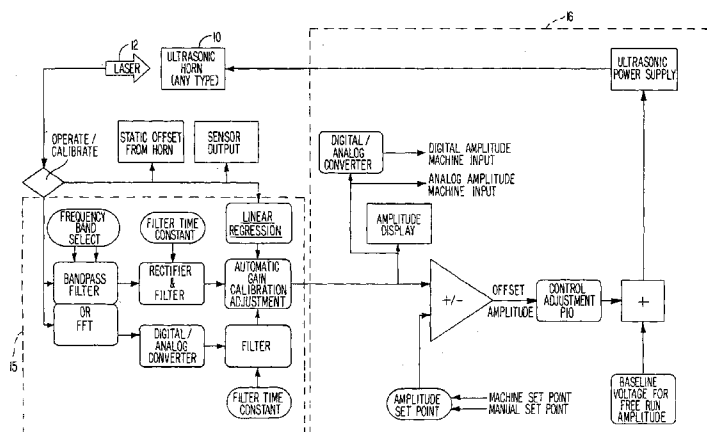 16
12
10
LASER
ULTRASONIC
HORN
(ANY TYPE)
ULTRASONIC
POWER SUPPLY
OPERATE /
CALIBRATE
STATIC OFFSET
FROM HORN
SENSOR
OUTPUT
DIGITAL /
ANALOG
CONVERTER
DIGITAL AMPLITUDE
MACHINE INPUT
ANALOG AMPLITUDE
MACHINE INPUT
FREQUENCY
BAND
SELECT
FILTER TIME
CONSTANT
LINEAR
REGRESSION
AMPLITUDE
DISPLAY
BANDPASS
FILTER
OR
FFT
RECTIFIER
&
FILTER
AUTOMATIC
GAIN
CALIBRATION
ADJUSTMENT
+/-
OFFSET
AMPLITUDE
CONTROL
ADJUSTMENT
PIO
+
DIGITAL /
ANALOG
CONVERTER
FILTER
15
FILTER TIME
CONSTANT
AMPLITUDE
SET POINT
MACHINE SET POINT
MANUAL SET POINT
BASELINE
VOLTAGE FOR
FREE RUN
AMPLITUDE